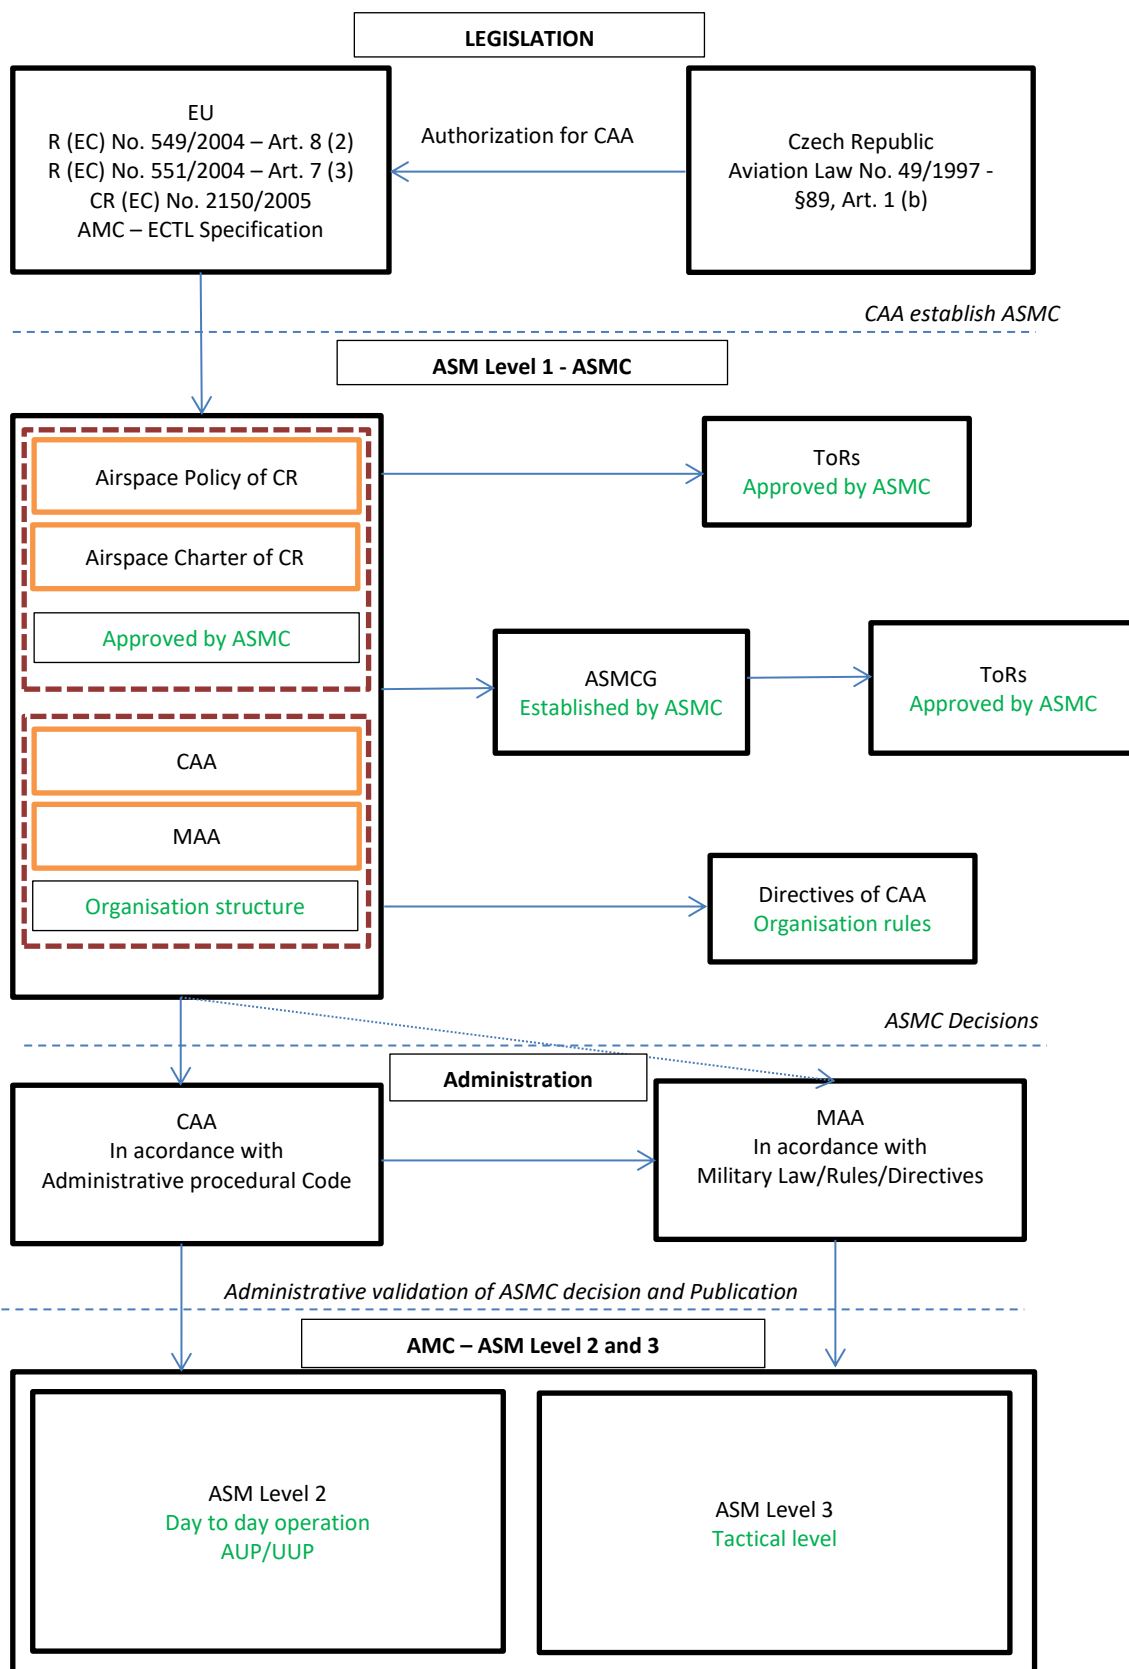 LEGISLATION
EU
R (EC) No. 549/2004 – Art. 8 (2)
R (EC) No. 551/2004 – Art. 7 (3)
CR (EC) No. 2150/2005
AMC – ECTL Specification
Authorization for CAA
Czech Republic
Aviation Law No. 49/1997 -
§89, Art. 1 (b)
CAA establish ASMC
ASM Level 1 - ASMC
Airspace Policy of CR
Airspace Charter of CR
Approved by ASMC
ToRs
Approved by ASMC
ASMCG
Established by ASMC
ToRs
Approved by ASMC
CAA
MAA
Organisation structure
Directives of CAA
Organisation rules
ASMC Decisions
Administration
CAA
In acordance with
Administrative procedural Code
MAA
In acordance with
Military Law/Rules/Directives
Administrative validation of ASMC decision and Publication
AMC – ASM Level 2 and 3
ASM Level 2
Day to day operation
AUP/UUP
ASM Level 3
Tactical level